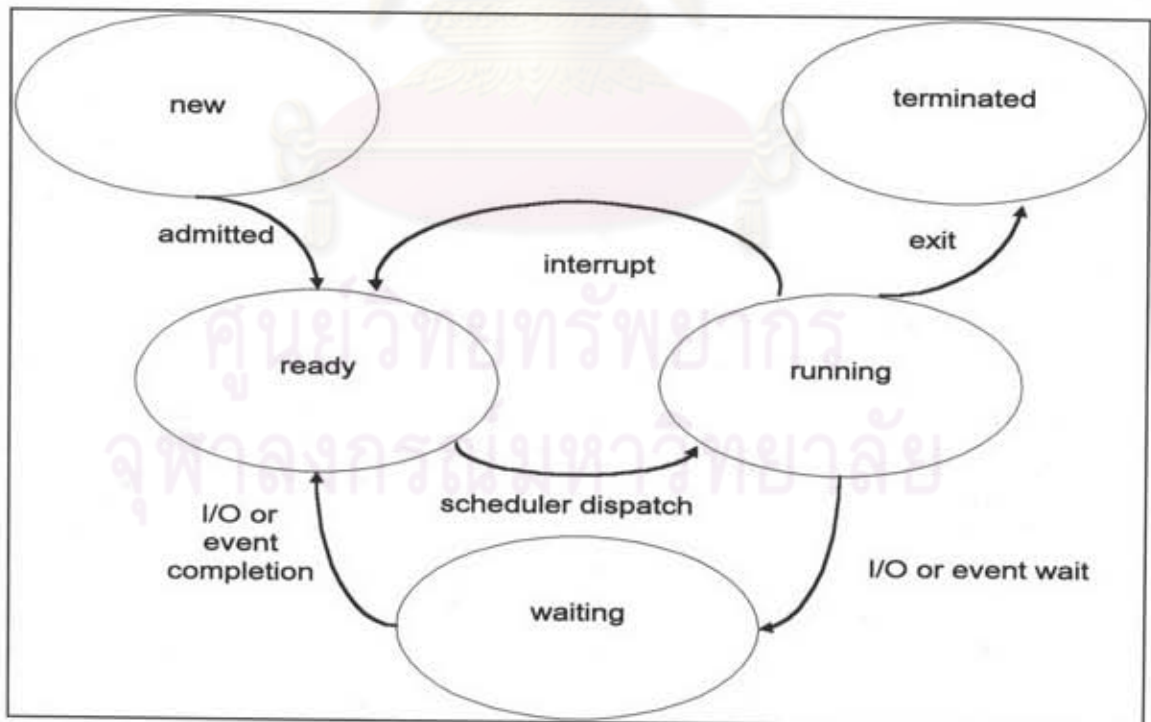 new
terminated
admitted
interrupt
exit
ศูนย์วิทยทรัพยากร
ready
running
จุฬาลงกรณ์มหาวิทยาลัย
scheduler dispatch
I/O or
event
completion
I/O or event wait
waiting